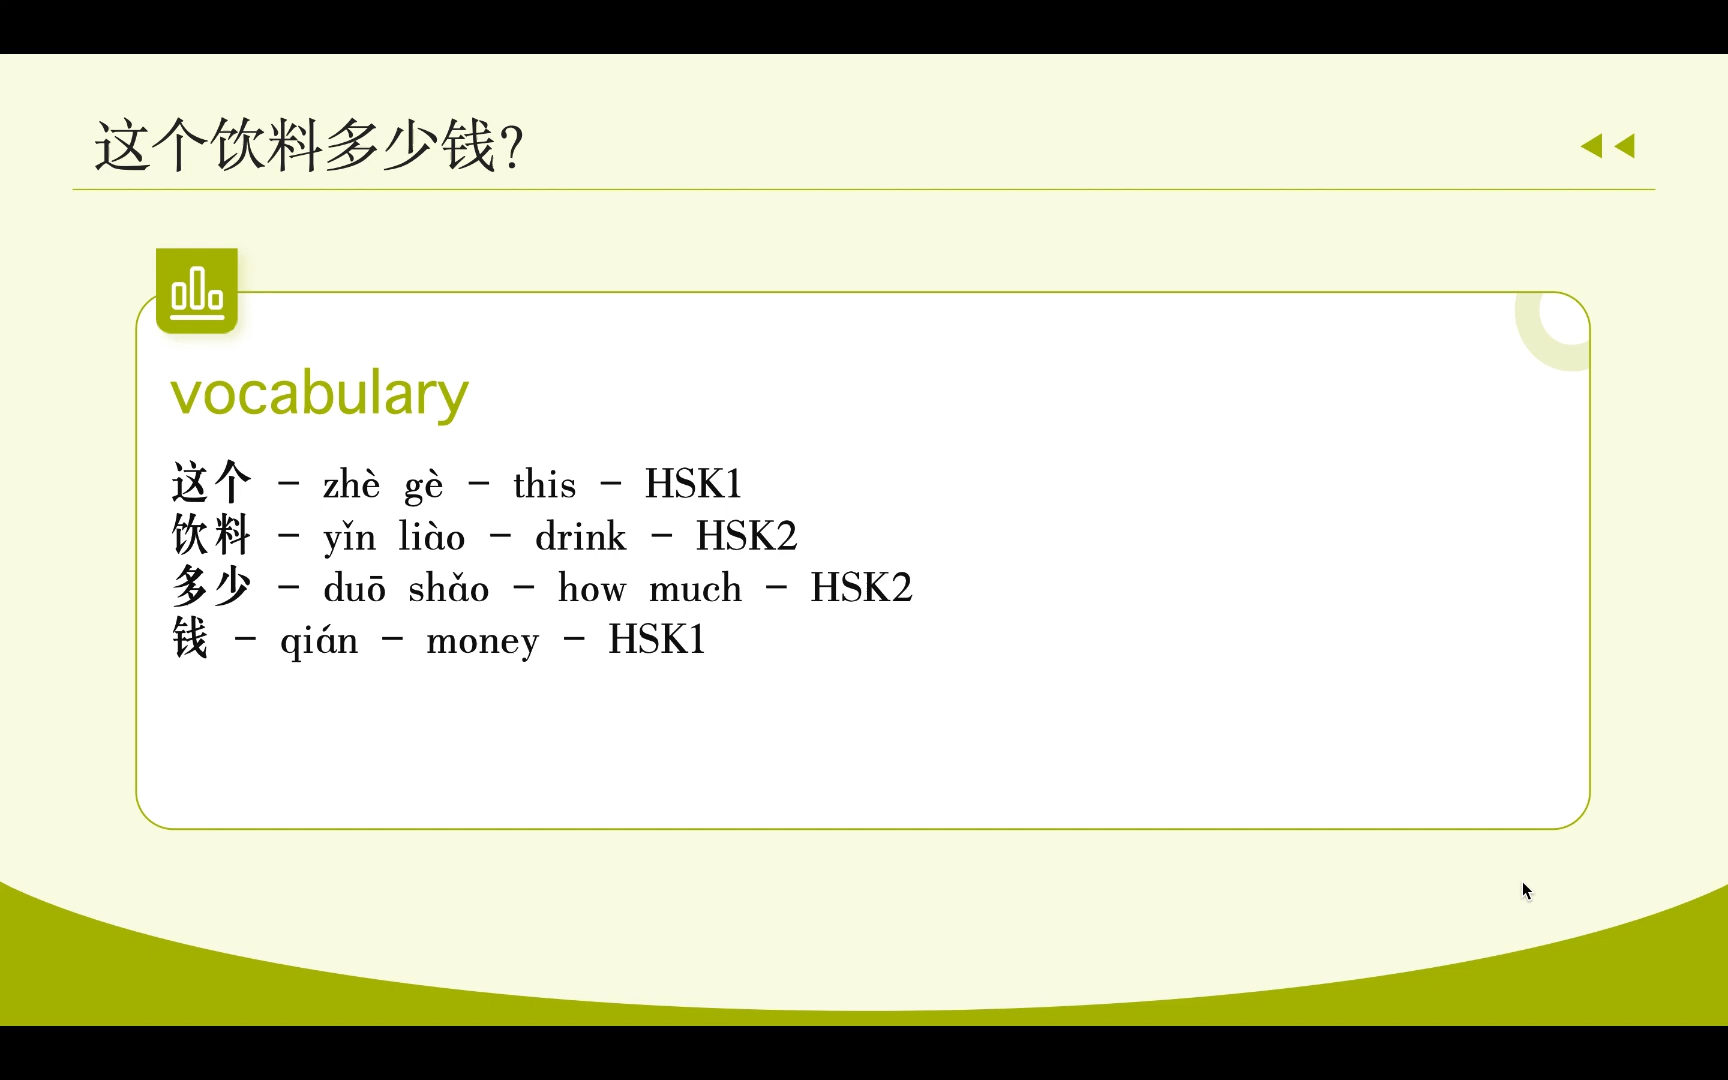 这个饮料多少钱?
vocabulary
这个 - zhè gè - this - HSK1
饮料 - yǐn liào - drink - HSK2
多少 - duō shǎo - how much - HSK2
钱 - qián - money - HSK1